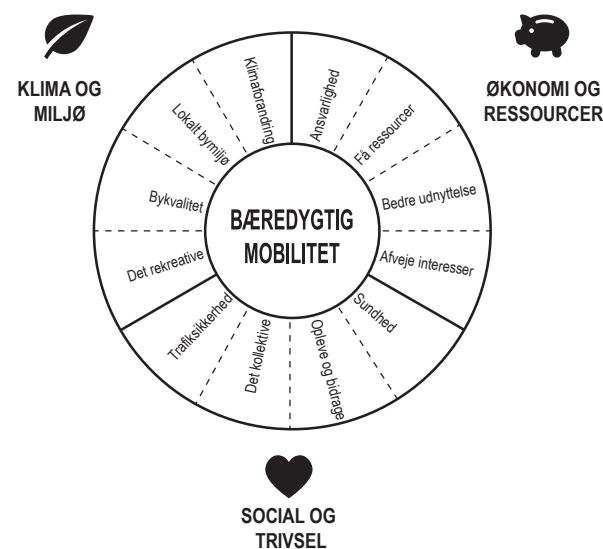 KLIMA OG
MILJØ
ØKONOMI OG
RESSOURCER
Klimaforandring
Ansvarlighed
Lokalt bymiljø
Få ressourcer
Bykvalitet
Bedre udnyttelse
BÆREDYGTIG
MOBILITET
Det rekreative
Afveje interesser
Trafiksikkerhed
Sundhed
Det kollektive
Opleve og bidrage
SOCIAL OG
TRIVSEL